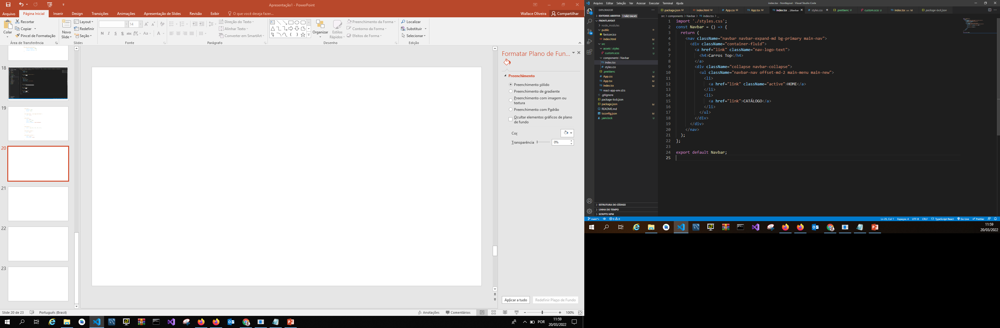 Apresentação1 - PowerPoint
Arquivo Página Inicial Inserir Design Transições Animações Apresentação de Slides Revisão Exibir O que você deseja fazer... Wallace Oliveira Compartilhar
Colar
Recortar
Copiar
Pincel de Formatação
Área de Transferência
Novo Slide
Layout
Redefinir
Seção
Slides
14
N I S S abc AV Aa A
Fonte
Direção do Texto
Alinhar Texto
Converter em SmartArt
Parágrafo
Organizar
Estilos Rápidos
Preenchimento da Forma
Contorno da Forma
Efeitos de Forma
Desenho
Localizar
Substituir
Selecionar
Edição
18
19
20
21
22
23
Formatar Plano de Fun...
Preenchimento
Preenchimento sólido
Preenchimento de gradiente
Preenchimento com imagem ou
textura
Preenchimento com Padrão
Ocultar elementos gráficos de plano
de fundo
Cor
Transparência 0%
Aplicar a tudo Redefinir Plano de Fundo
Slide 20 de 23 Português (Brasil) Anotações Comentários 100%
POR 11:59
20/03/2022
Arquivo Editar Seleção Ver Acessar Executar Terminal Ajuda index.tsx - frontlayout - Visual Studio Code
EXPLORADOR
EDITORES ABERTOS 1 NÃO SALVO
FRONTLAYOUT
node_modules
public
favicon.ico
index.html M
src
assets \ styles
custom.scss U
components \ Navbar
index.tsx
styles.css
.prettierrc U
App.css M
App.tsx M
index.tsx M
react-app-env.d.ts
.gitignore
package-lock.json
package.json M
README.md
tsconfig.json M
yarn.lock U
ESTRUTURA DO CÓDIGO
LINHA DO TEMPO
SCRIPTS NPM
package.json M index.html M App.css M App.tsx M index.tsx ...\Navbar styles.css .prettierrc U custom.scss U index.tsx src M package-lock.json
src > components > Navbar > index.tsx > ...
1 import './styles.css';
2 const Navbar = () => {
3 return (
4 <nav className="navbar navbar-expand-md bg-primary main-nav">
5 <div className="container-fluid">
6 <a href="link" className="nav-logo-text">
7 <h4>Carros Top</h4>
8 </a>
9 <div className="collapse navbar-collapse">
10 <ul className="navbar-nav offset-md-2 main-menu main-new">
11 <li>
12 <a href="link" className="active">HOME</a>
13 </li>
14 <li>
15 <a href="link">CATÁLOGO</a>
16 </li>
17 </ul>
18 </div>
19 </div>
20 </nav>
21 );
22 };
23
24 export default Navbar;
25
main*+ 0 0 Ln 25, Col 1 Espaços: 4 UTF-8 CRLF TypeScript React Go Live Prettier
11:59
20/03/2022